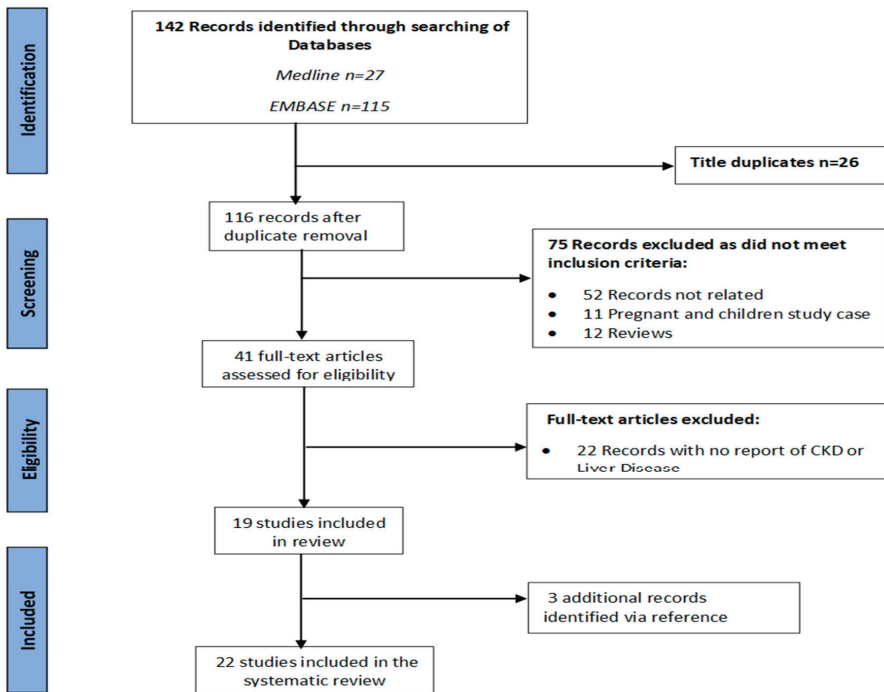 Identification
142 Records identified through searching of
Databases
Medline n=27
EMBASE n=115
Title duplicates n=26
Screening
116 records after
duplicate removal
75 Records excluded as did not meet
inclusion criteria:
• 52 Records not related
• 11 Pregnant and children study case
• 12 Reviews
41 full-text articles
assessed for eligibility
Eligibility
Full-text articles excluded:
• 22 Records with no report of CKD or
Liver Disease
19 studies included
in review
Included
3 additional records
identified via reference
22 studies included in the
systematic review